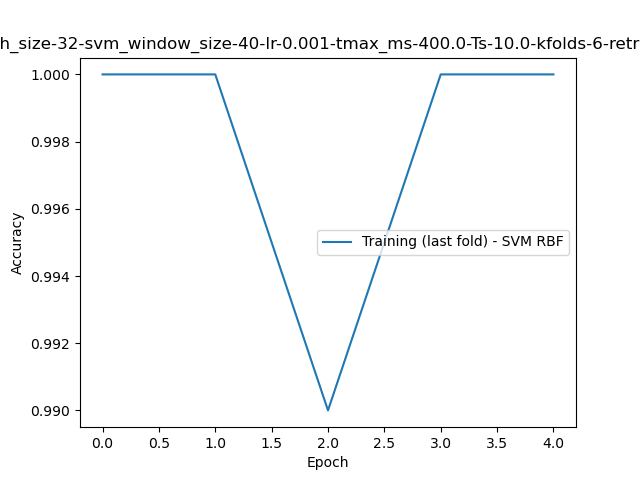 h_size-32-svm_window_size-40-lr-0.001-tmax_ms-400.0-Ts-10.0-kfolds-6-retr
1.000
0.998
0.996
0.994
0.992
0.990
Accuracy
Training (last fold) - SVM RBF
0.0 0.5 1.0 1.5 2.0 2.5 3.0 3.5 4.0
Epoch